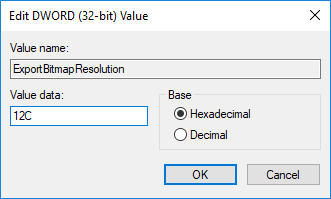 Edit DWORD (32-bit) Value
Value name:
ExportBitmapResolution
Value data:
12C
Base
Hexadecimal
Decimal
OK
Cancel